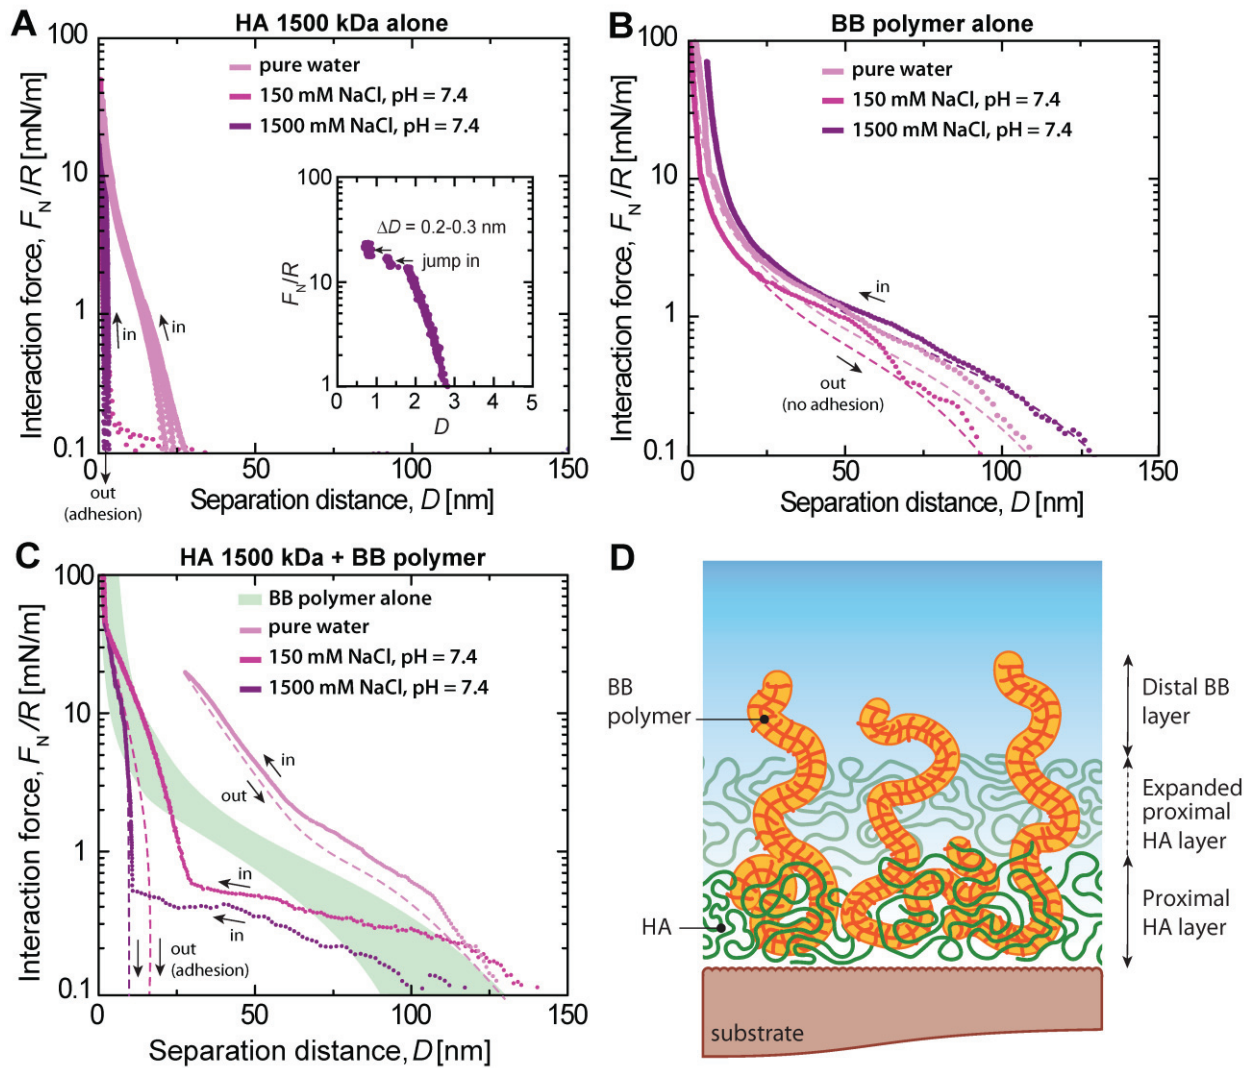 A
HA 1500 kDa alone
Interaction force, F_N/R [mN/m]
100
10
1
0.1
pure water
150 mM NaCl, pH = 7.4
1500 mM NaCl, pH = 7.4
in
in
F_N/R
100
10
1
ΔD = 0.2-0.3 nm
jump in
0 1 2 3 4 5
D
0 50 100 150
out
(adhesion)
Separation distance, D [nm]
B
BB polymer alone
Interaction force, F_N/R [mN/m]
100
10
1
0.1
pure water
150 mM NaCl, pH = 7.4
1500 mM NaCl, pH = 7.4
in
out
(no adhesion)
0 50 100 150
Separation distance, D [nm]
C
HA 1500 kDa + BB polymer
Interaction force, F_N/R [mN/m]
100
10
1
0.1
BB polymer alone
pure water
150 mM NaCl, pH = 7.4
1500 mM NaCl, pH = 7.4
in
out
in
in
out
(adhesion)
0 50 100 150
Separation distance, D [nm]
D
BB
polymer
HA
substrate
Distal BB
layer
Expanded
proximal
HA layer
Proximal
HA layer